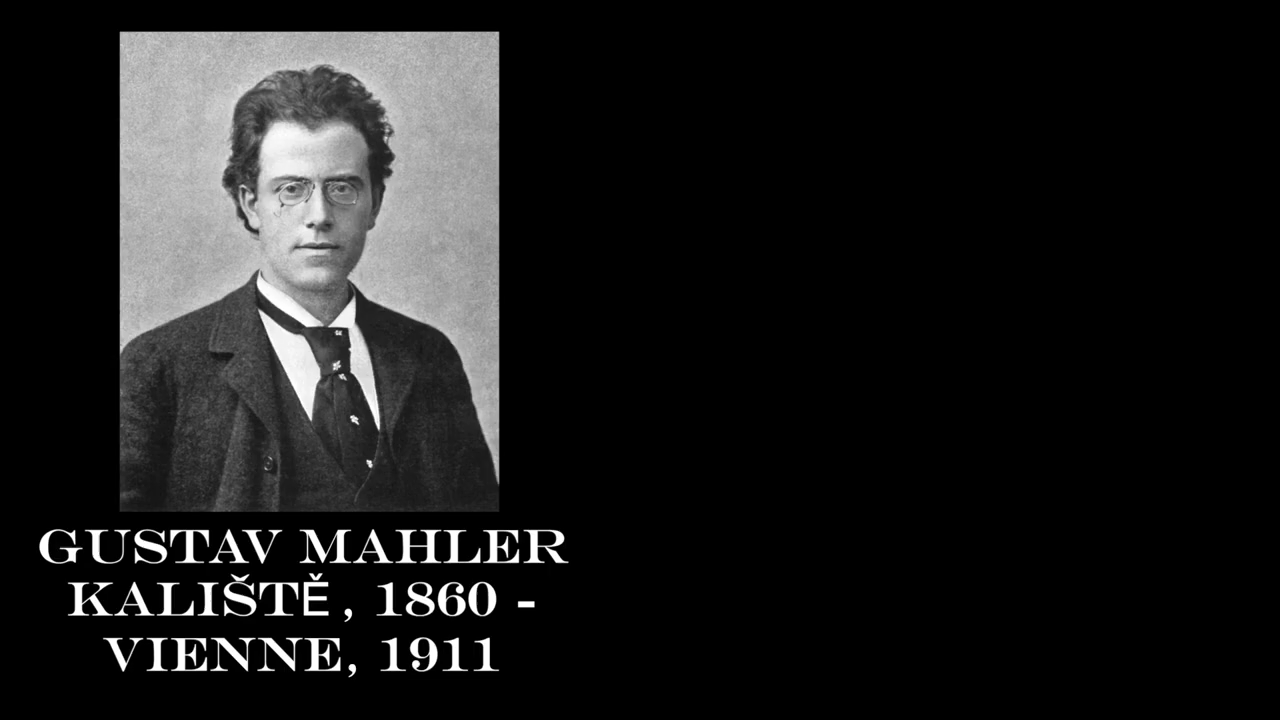 GUSTAV MAHLER
KALIŠTĚ , 1860 -
VIENNE, 1911